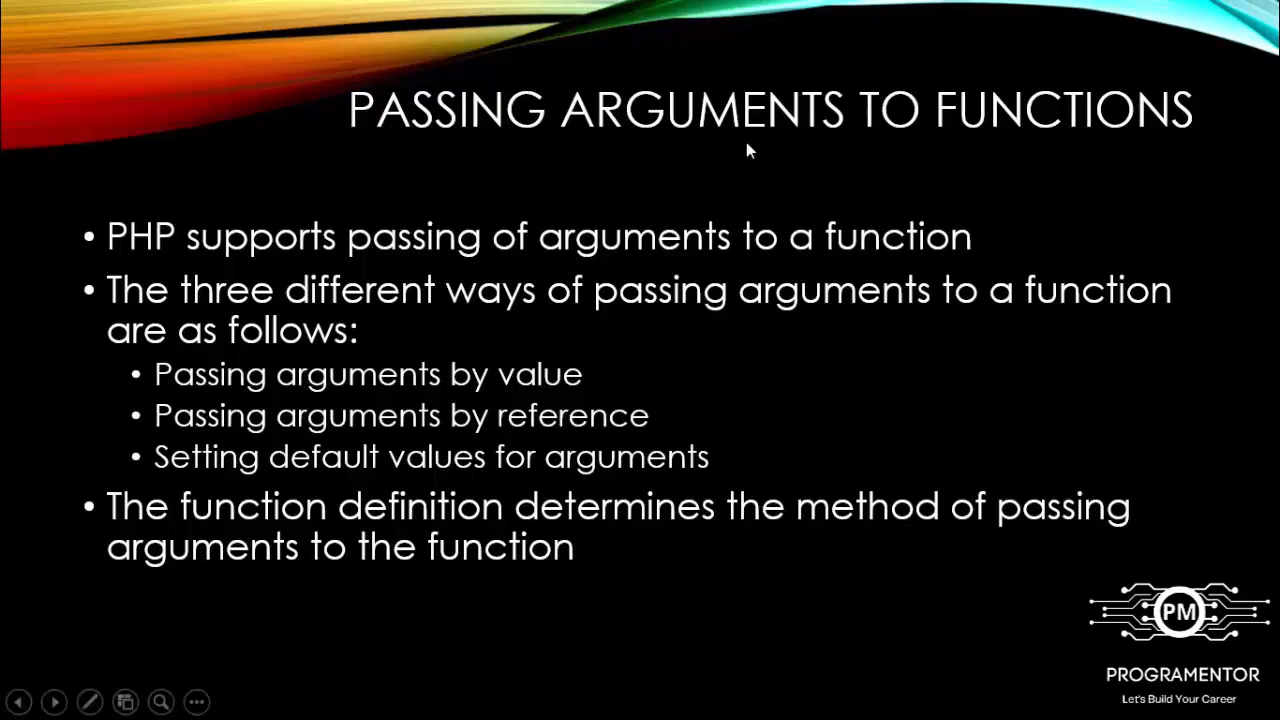 PASSING ARGUMENTS TO FUNCTIONS
• PHP supports passing of arguments to a function
• The three different ways of passing arguments to a function
are as follows:
• Passing arguments by value
• Passing arguments by reference
• Setting default values for arguments
• The function definition determines the method of passing
arguments to the function
PM
PROGRAMENTOR
Let's Build Your Career